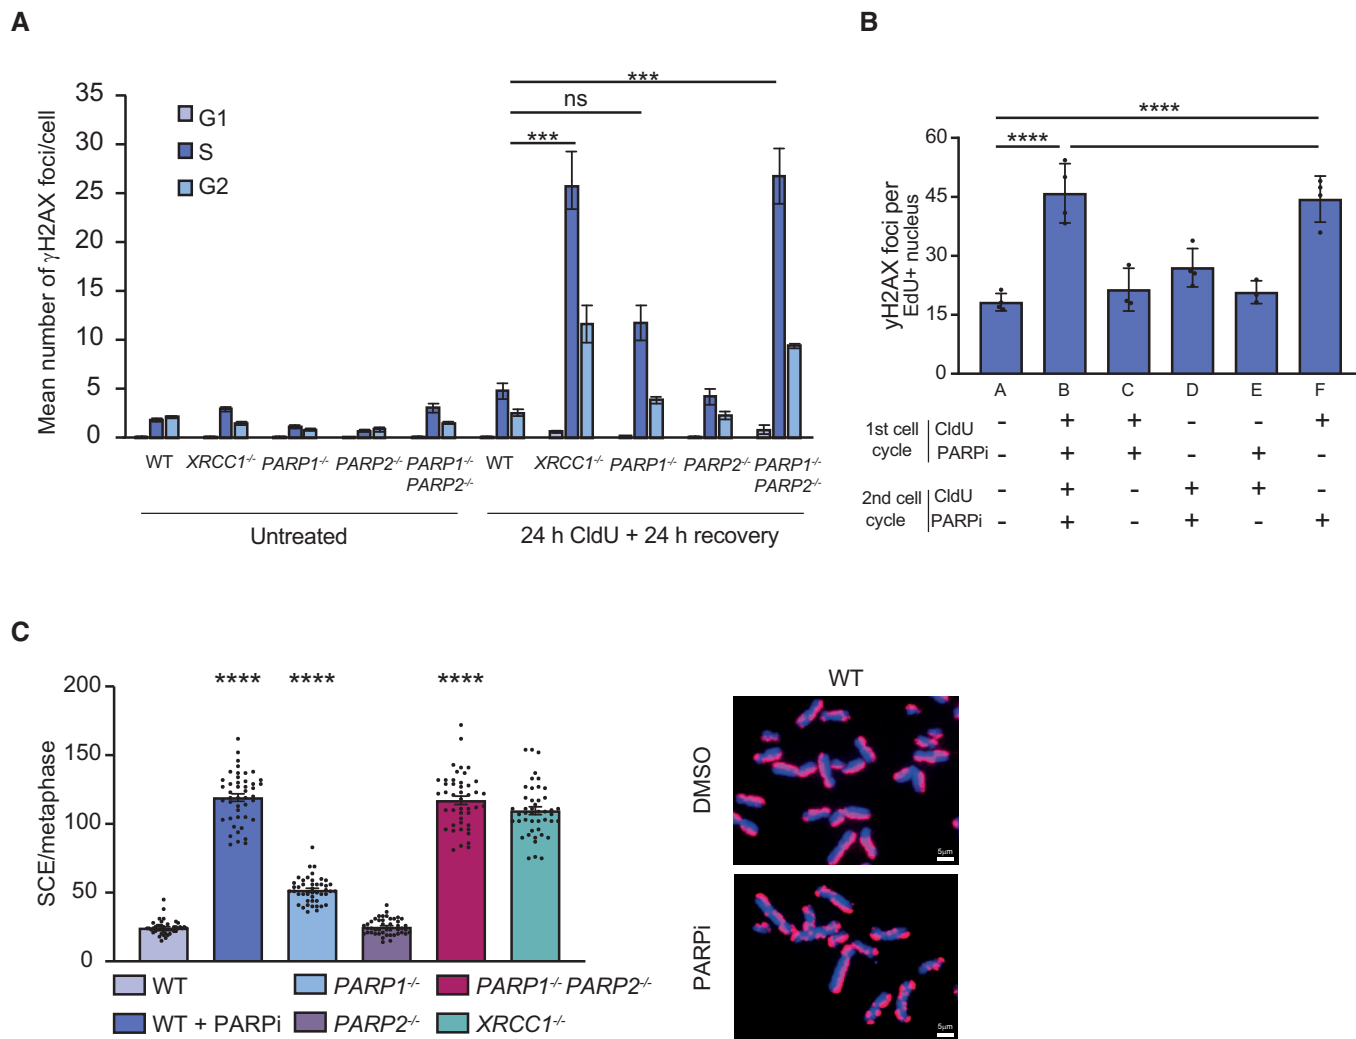 A
B
Mean number of γH2AX foci/cell
35
30
25
20
15
10
5
0
G1
S
G2
***
ns
***
WT
XRCC1-/-
PARP1-/-
PARP2-/-
PARP1-/-
PARP2-/-
WT
XRCC1-/-
PARP1-/-
PARP2-/-
PARP1-/-
PARP2-/-
Untreated
24 h CldU + 24 h recovery
yH2AX foci per
EdU+ nucleus
60
45
30
15
0
****
****
A B C D E F
1st cell CldU - + + - - +
cycle PARPi - + + - + -
2nd cell CldU - + - + + -
cycle PARPi - + - + - +
C
SCE/metaphase
200
150
100
50
0
**** **** ****
WT
PARP1-/-
PARP1-/- PARP2-/-
WT + PARPi
PARP2-/-
XRCC1-/-
WT
DMSO
5µm
PARPi
5µm